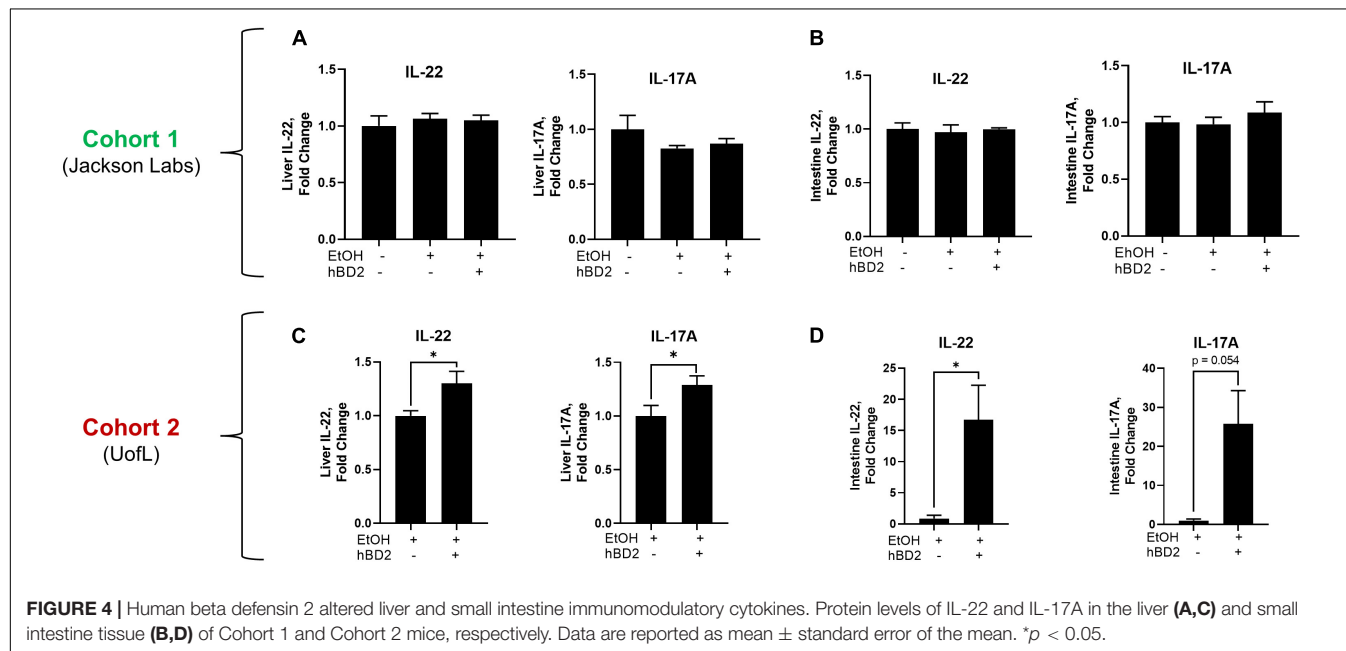 Cohort 1
(Jackson Labs)
A
IL-22
Liver IL-22,
Fold Change
1.5
1.0
0.5
0.0
EtOH - + +
hBD2 - - +
IL-17A
Liver IL-17A,
Fold Change
1.5
1.0
0.5
0.0
EtOH - + +
hBD2 - - +
B
IL-22
Intestine IL-22,
Fold Change
1.5
1.0
0.5
0.0
EtOH - + +
hBD2 - - +
IL-17A
Intestine IL-17A,
Fold Change
1.5
1.0
0.5
0.0
EhOH - + +
hBD2 - - +
Cohort 2
(UofL)
C
IL-22
*
Liver IL-22,
Fold Change
1.5
1.0
0.5
0.0
EtOH + +
hBD2 - +
IL-17A
*
Liver IL-17A,
Fold Change
1.5
1.0
0.5
0.0
EtOH + +
hBD2 - +
D
IL-22
*
Intestine IL-22,
Fold Change
25
20
15
10
5
0
EtOH + +
hBD2 - +
IL-17A
p = 0.054
Intestine IL-17A,
Fold Change
40
30
20
10
0
EtOH + +
hBD2 - +
FIGURE 4 | Human beta defensin 2 altered liver and small intestine immunomodulatory cytokines. Protein levels of IL-22 and IL-17A in the liver (A,C) and small
intestine tissue (B,D) of Cohort 1 and Cohort 2 mice, respectively. Data are reported as mean ± standard error of the mean. *p < 0.05.